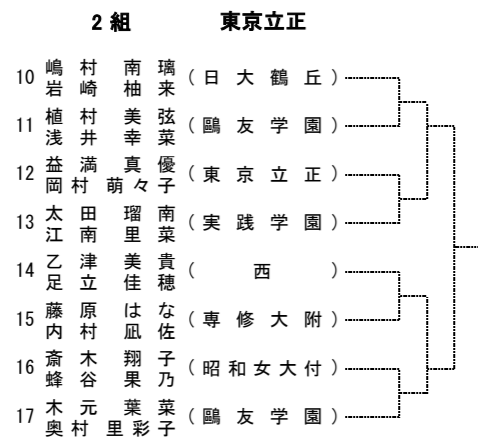 2 組 東京立正
10 嶋村 南璃 岩崎 柚来 (日大鶴丘)
11 植村 美弦 浅井 幸菜 (鷗友学園)
12 益満 真優 岡村 萌々子 (東京立正)
13 太田 瑠南 江南 里菜 (実践学園)
14 乙津 美貴 足立 佳穂 (西)
15 藤原 はな 内村 凪佐 (専修大附)
16 斎木 翔子 蜂谷 果乃 (昭和女大付)
17 木元 葉菜 奥村 里彩子 (鷗友学園)